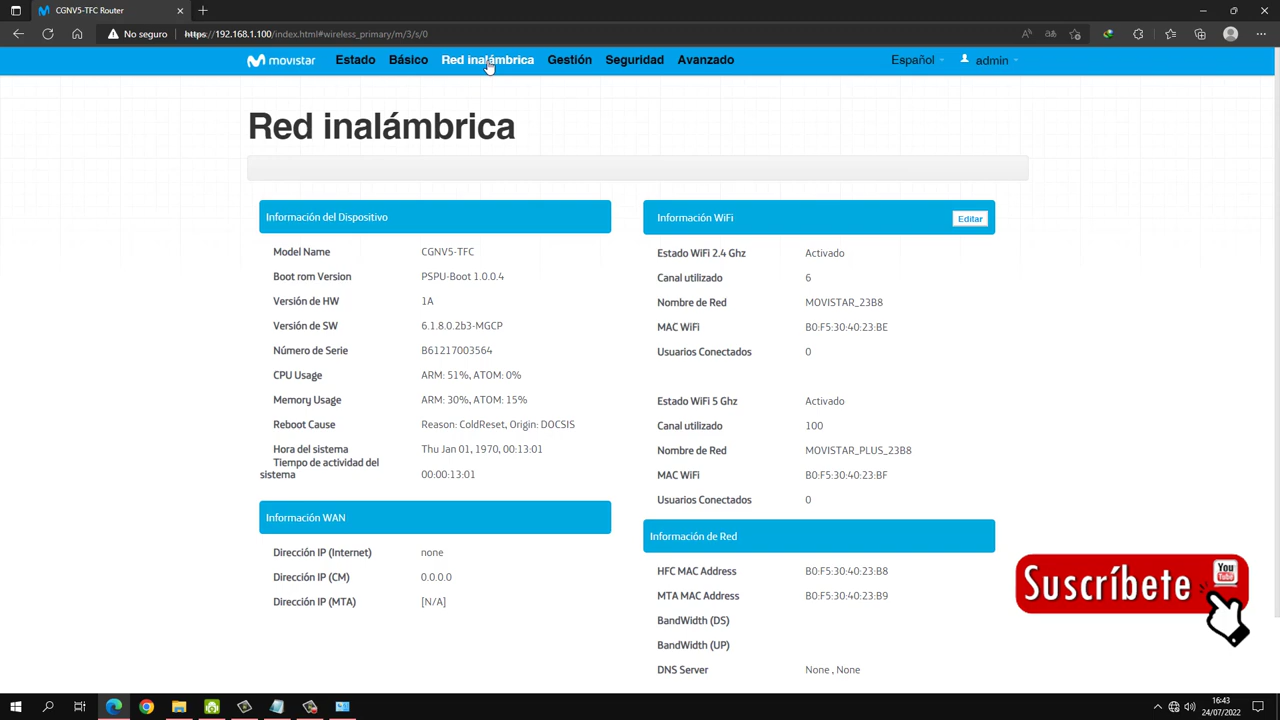 CGNV5-TFC Router
No seguro
https://192.168.1.100/index.html#wireless_primary/m/3/s/0
movistar
Estado
Básico
Red inalámbrica
Gestión
Seguridad
Avanzado
Español
admin
Red inalámbrica
Información del Dispositivo
Model Name CGNV5-TFC
Boot rom Version PSPU-Boot 1.0.0.4
Versión de HW 1A
Versión de SW 6.1.8.0.2b3-MGCP
Número de Serie B61217003564
CPU Usage ARM: 51%, ATOM: 0%
Memory Usage ARM: 30%, ATOM: 15%
Reboot Cause Reason: ColdReset, Origin: DOCSIS
Hora del sistema Thu Jan 01, 1970, 00:13:01
Tiempo de actividad del
sistema 00:00:13:01
Información WAN
Dirección IP (Internet) none
Dirección IP (CM) 0.0.0.0
Dirección IP (MTA) [N/A]
Información WiFi
Editar
Estado WiFi 2.4 Ghz Activado
Canal utilizado 6
Nombre de Red MOVISTAR_23B8
MAC WiFi B0:F5:30:40:23:BE
Usuarios Conectados 0
Estado WiFi 5 Ghz Activado
Canal utilizado 100
Nombre de Red MOVISTAR_PLUS_23B8
MAC WiFi B0:F5:30:40:23:BF
Usuarios Conectados 0
Información de Red
HFC MAC Address B0:F5:30:40:23:B8
MTA MAC Address B0:F5:30:40:23:B9
BandWidth (DS)
BandWidth (UP)
DNS Server None , None
Suscríbete
You
Tube
16:43
24/07/2022